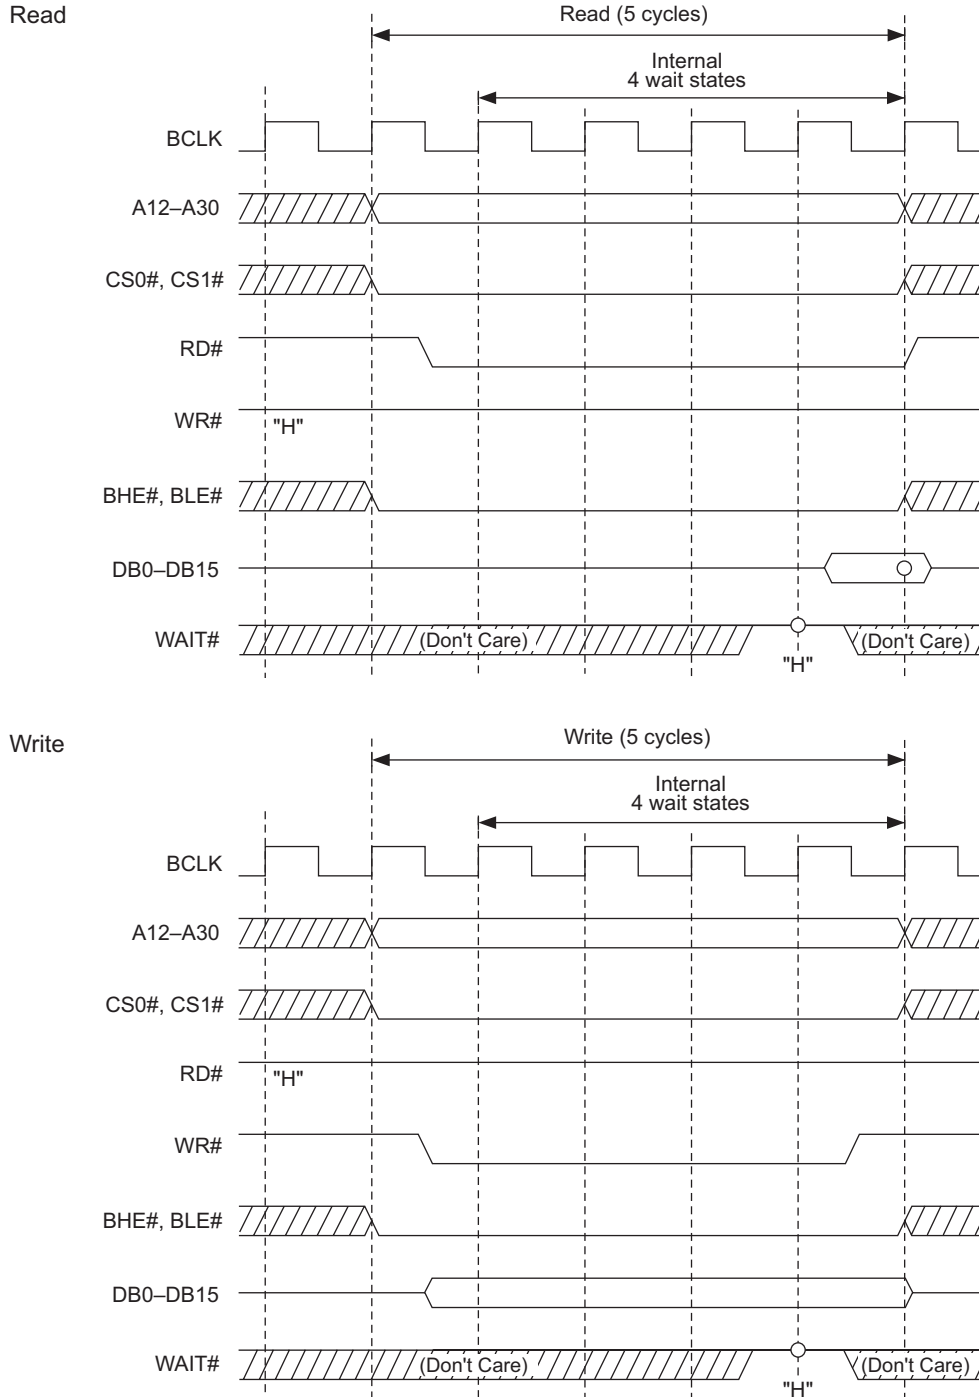 Read
Read (5 cycles)
Internal
4 wait states
BCLK
A12–A30
CS0#, CS1#
RD#
WR#
"H"
BHE#, BLE#
DB0–DB15
WAIT#
(Don't Care)
(Don't Care)
"H"
Write
Write (5 cycles)
Internal
4 wait states
BCLK
A12–A30
CS0#, CS1#
RD#
"H"
WR#
BHE#, BLE#
DB0–DB15
WAIT#
(Don't Care)
(Don't Care)
"H"